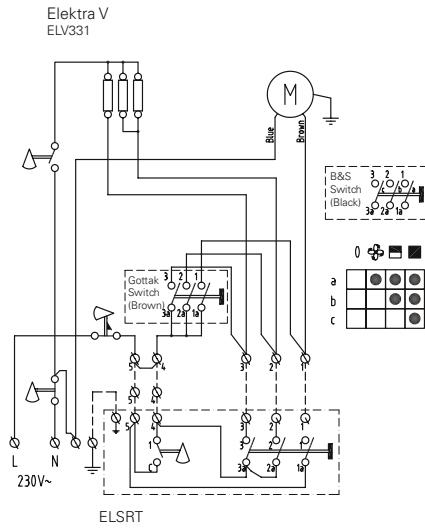 Elektra V
ELV331
M
Blue
Brown
B&S
Switch
(Black)
3 2 1
c b a
3a 2a 1a
0
a
b
c
Gottak
Switch
(Brown)
3 2 1
3a 2a 1a
5 4 3 2 1
5 4
5 4 3 2 1
1
C
3a 2a 1a
L N
230V~
ELSRT